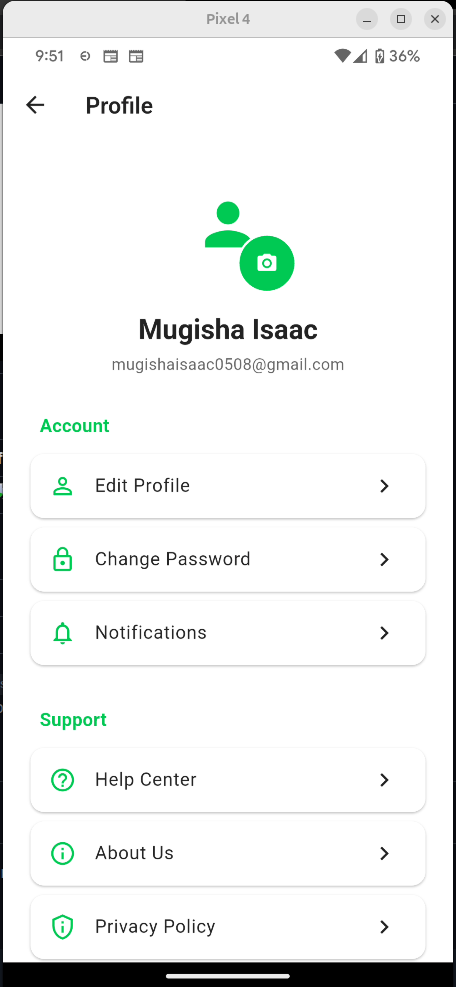 Pixel 4
9:51
36%
Profile
Mugisha Isaac
mugishaisaac0508@gmail.com
Account
Edit Profile
Change Password
Notifications
Support
Help Center
About Us
Privacy Policy